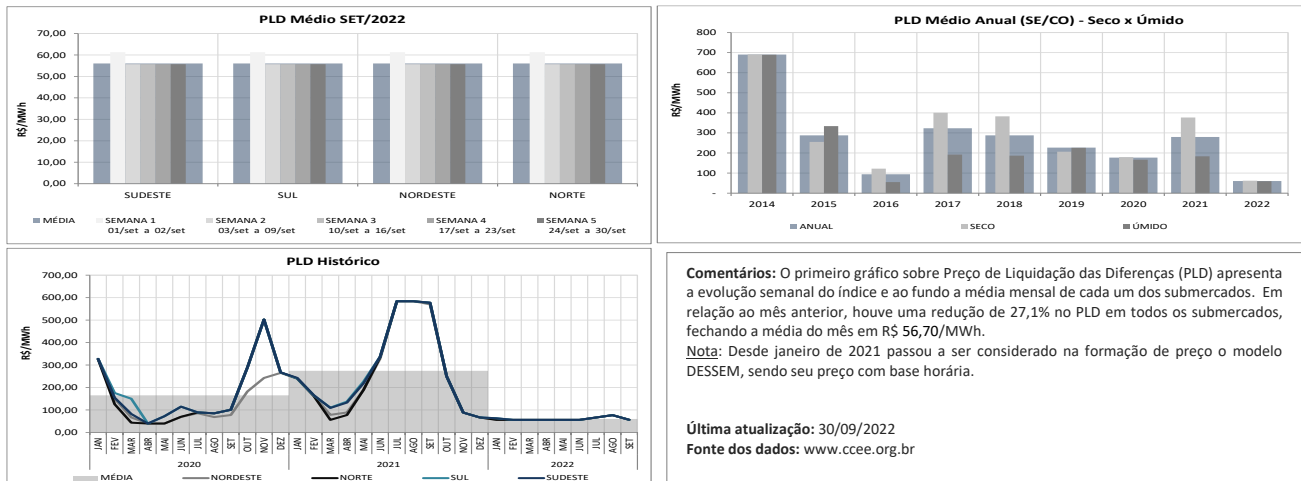 PLD Médio SET/2022
70,00
60,00
50,00
40,00
30,00
20,00
10,00
0,00
R$/MWh
SUDESTE SUL NORDESTE NORTE
MÉDIA SEMANA 1 SEMANA 2 SEMANA 3 SEMANA 4 SEMANA 5
01/set a 02/set 03/set a 09/set 10/set a 16/set 17/set a 23/set 24/set a 30/set
PLD Médio Anual (SE/CO) - Seco x Úmido
800
700
600
500
400
300
200
100
-
R$/MWh
2014 2015 2016 2017 2018 2019 2020 2021 2022
ANUAL SECO ÚMIDO
PLD Histórico
700,00
600,00
500,00
400,00
300,00
200,00
100,00
0,00
R$/MWh
JAN FEV MAR ABR MAI JUN JUL AGO SET OUT NOV DEZ JAN FEV MAR ABR MAI JUN JUL AGO SET OUT NOV DEZ JAN FEV MAR ABR MAI JUN JUL AGO SET
2020 2021 2022
MÉDIA NORDESTE NORTE SUL SUDESTE
Comentários: O primeiro gráfico sobre Preço de Liquidação das Diferenças (PLD) apresenta
a evolução semanal do índice e ao fundo a média mensal de cada um dos submercados. Em
relação ao mês anterior, houve uma redução de 27,1% no PLD em todos os submercados,
fechando a média do mês em R$ 56,70/MWh.
Nota: Desde janeiro de 2021 passou a ser considerado na formação de preço o modelo
DESSEM, sendo seu preço com base horária.
Última atualização: 30/09/2022
Fonte dos dados: www.ccee.org.br